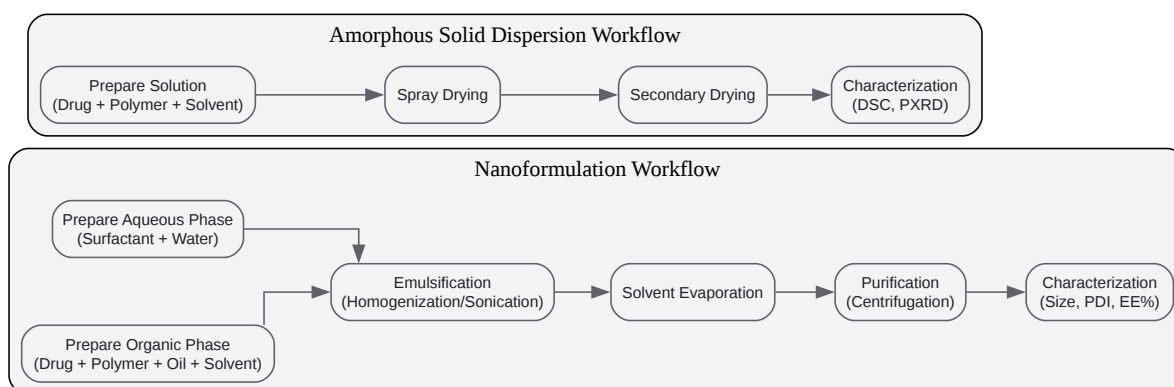 Amorphous Solid Dispersion Workflow
Prepare Solution
(Drug + Polymer + Solvent)
Spray Drying
Secondary Drying
Characterization
(DSC, PXRD)
Nanoformulation Workflow
Prepare Aqueous Phase
(Surfactant + Water)
Prepare Organic Phase
(Drug + Polymer + Oil + Solvent)
Emulsification
(Homogenization/Sonication)
Solvent Evaporation
Purification
(Centrifugation)
Characterization
(Size, PDI, EE%)